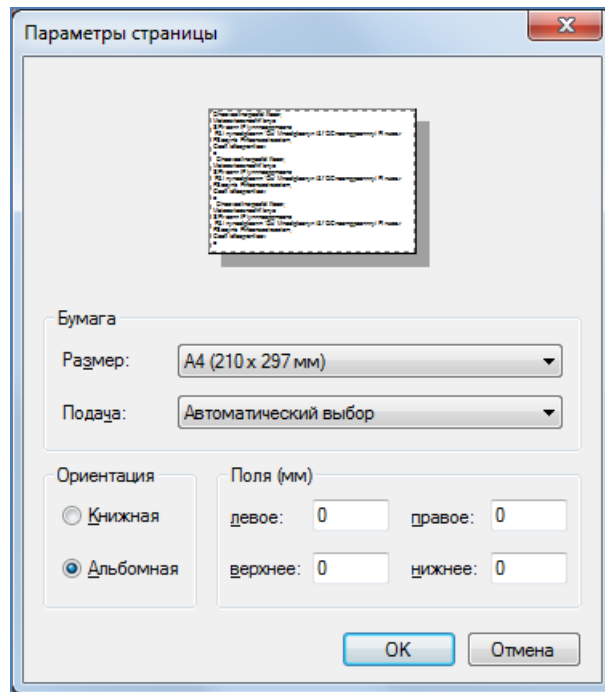 Параметры страницы
Бумага
Размер:
A4 (210 x 297 мм)
Подача:
Автоматический выбор
Ориентация
Книжная
Альбомная
Поля (мм)
левое: 0 правое: 0
верхнее: 0 нижнее: 0
OK Отмена